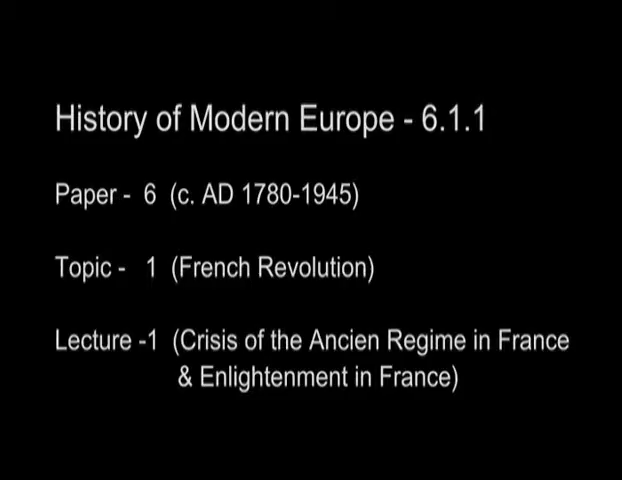 History of Modern Europe - 6.1.1
Paper - 6 (c. AD 1780-1945)
Topic - 1 (French Revolution)
Lecture -1 (Crisis of the Ancien Regime in France
& Enlightenment in France)